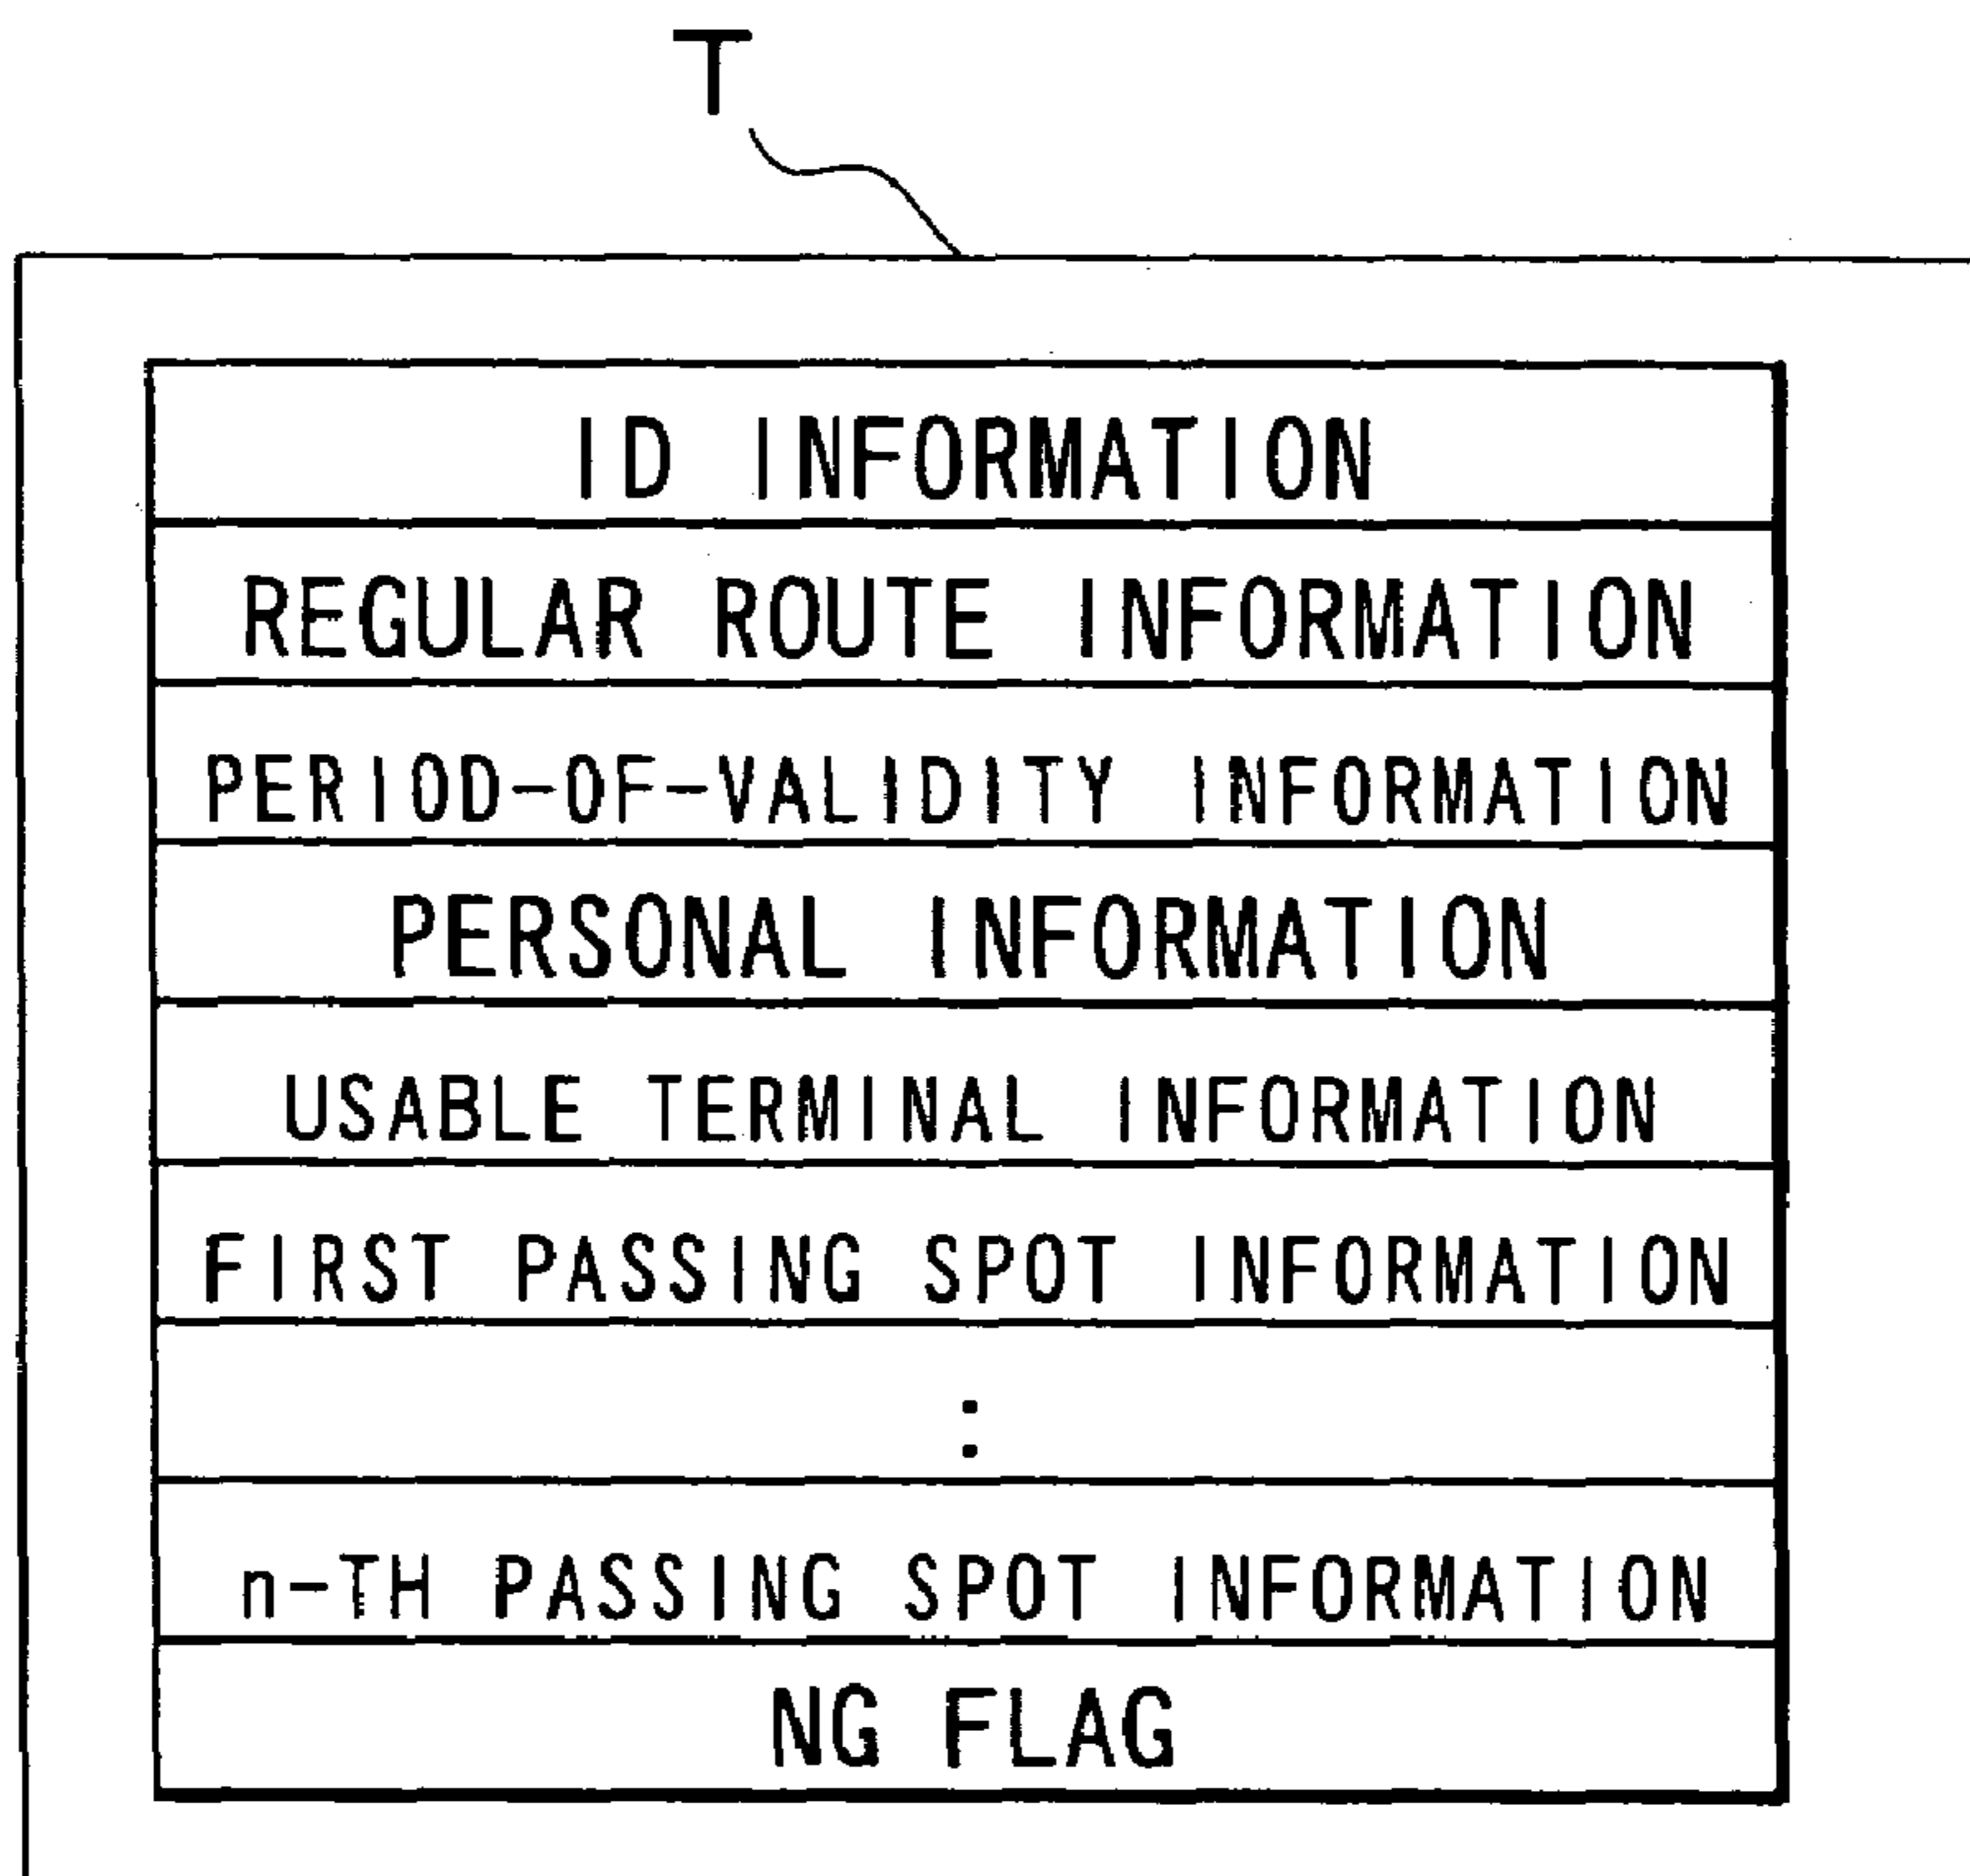 T
ID INFORMATION
REGULAR ROUTE INFORMATION
PERIOD-OF-VALIDITY INFORMATION
PERSONAL INFORMATION
USABLE TERMINAL INFORMATION
FIRST PASSING SPOT INFORMATION
:
n-TH PASSING SPOT INFORMATION
NG FLAG